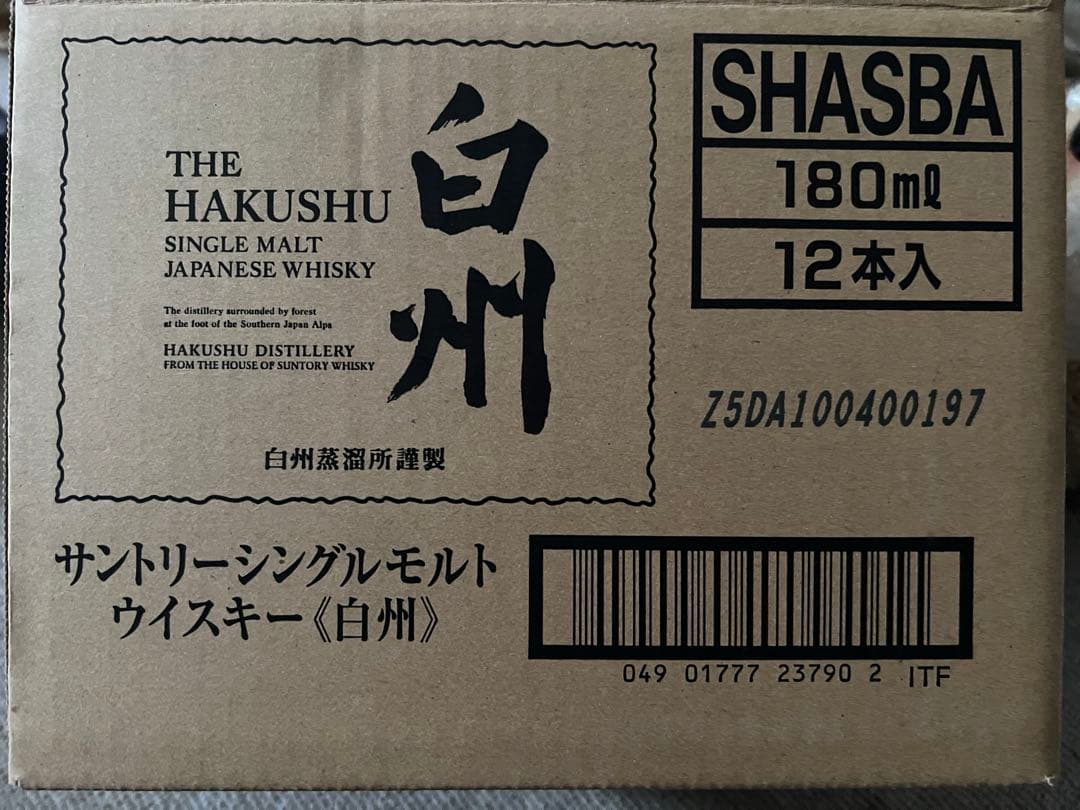 THE
HAKUSHU
SINGLE MALT
JAPANESE WHISKY
The distillery surrounded by forest
at the foot of the Southern Japan Alps
HAKUSHU DISTILLERY
FROM THE HOUSE OF SUNTORY WHISKY
白州
白州蒸溜所謹製
SHASBA
180ml
12本入
Z5DA100400197
サントリーシングルモルト
ウイスキー《白州》
049 01777 23790 2 ITF